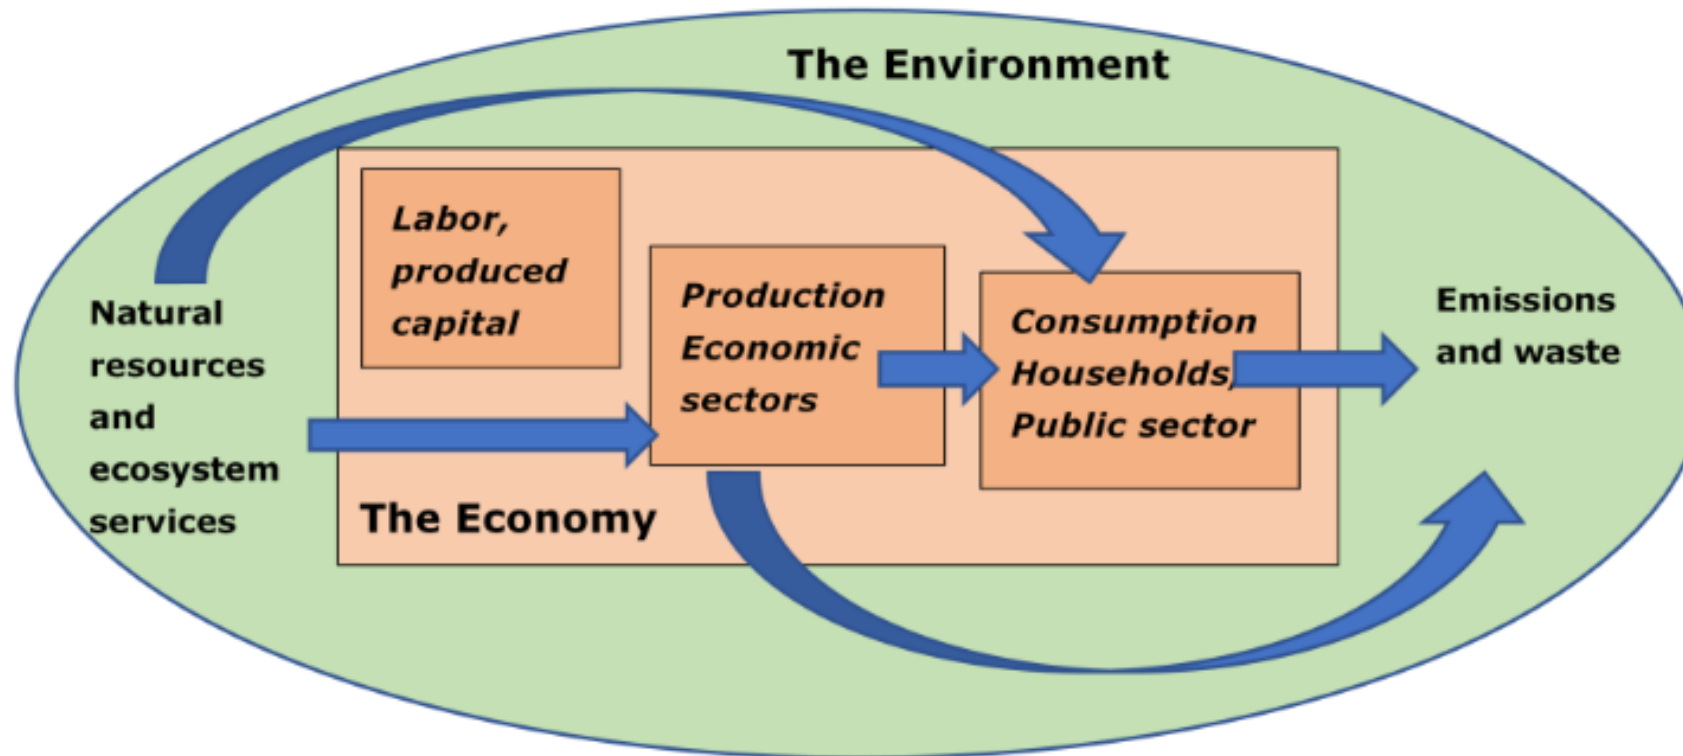 The Environment
Labor,
produced
capital
Production
Economic
sectors
Consumption
Households,
Public sector
Natural
resources
and
ecosystem
services
Emissions
and waste
The Economy